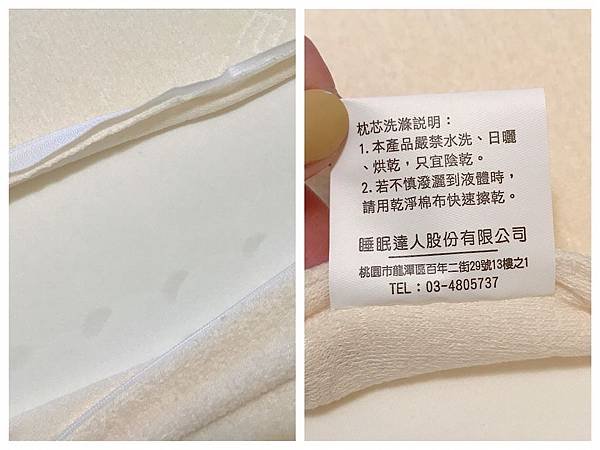 枕芯洗滌説明：
1.本產品嚴禁水洗、日曬
、烘乾，只宜陰乾。
2.若不慎潑灑到液體時，
請用乾淨棉布快速擦乾。
睡眠達人股份有限公司
桃園市龍潭區百年二街29號13樓之1
TEL：03-4805737